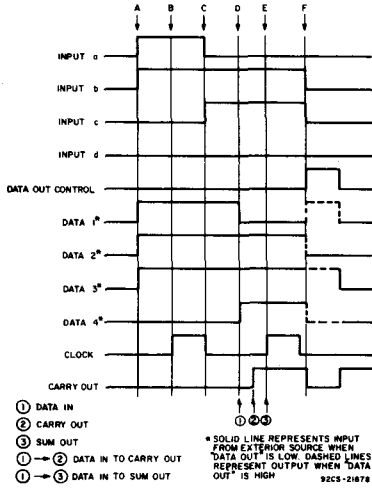 A B C D E F
INPUT a
INPUT b
INPUT c
INPUT d
DATA OUT CONTROL
DATA 1*
DATA 2*
DATA 3*
DATA 4*
CLOCK
CARRY OUT
① ② ③
① DATA IN
② CARRY OUT
③ SUM OUT
① → ② DATA IN TO CARRY OUT
① → ③ DATA IN TO SUM OUT
* SOLID LINE REPRESENTS INPUT
FROM EXTERIOR SOURCE WHEN
"DATA OUT" IS LOW. DASHED LINES
REPRESENT OUTPUT WHEN "DATA
OUT" IS HIGH
92CS-21878